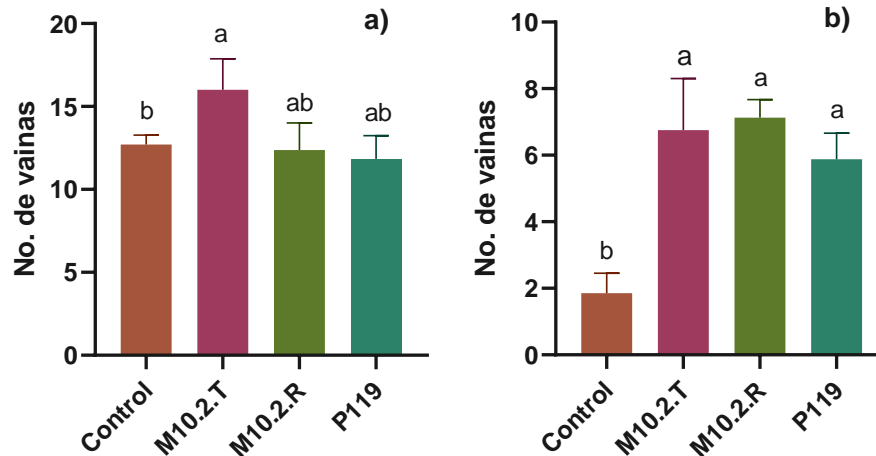 a)
No. de vainas
20
15
10
5
0
b
a
ab
ab
Control
M10.2.T
M10.2.R
P119
b)
No. de vainas
10
8
6
4
2
0
b
a
a
a
Control
M10.2.T
M10.2.R
P119